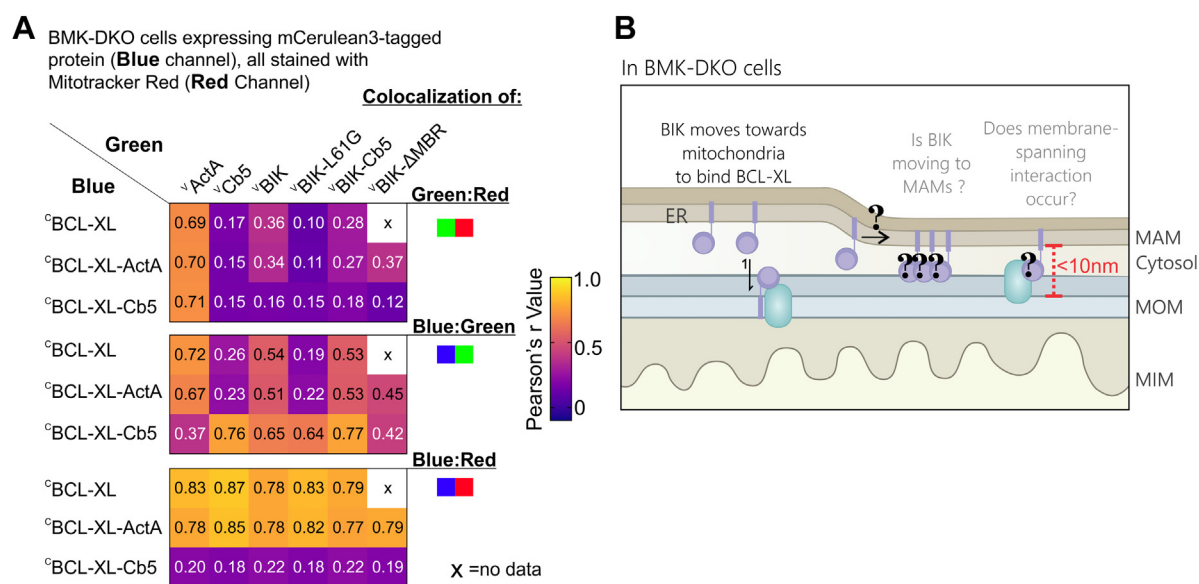 A
BMK-DKO cells expressing mCerulean3-tagged
protein (Blue channel), all stained with
Mitotracker Red (Red Channel)
Colocalization of:
Green
Blue
ᵛActA
ᵛCb5
ᵛBIK
ᵛBIK-L61G
ᵛBIK-Cb5
ᵛBIK-ΔMBR
Green:Red
ᶜBCL-XL 0.69 0.17 0.36 0.10 0.28 x
ᶜBCL-XL-ActA 0.70 0.15 0.34 0.11 0.27 0.37
ᶜBCL-XL-Cb5 0.71 0.15 0.16 0.15 0.18 0.12
Blue:Green
ᶜBCL-XL 0.72 0.26 0.54 0.19 0.53 x
ᶜBCL-XL-ActA 0.67 0.23 0.51 0.22 0.53 0.45
ᶜBCL-XL-Cb5 0.37 0.76 0.65 0.64 0.77 0.42
Blue:Red
ᶜBCL-XL 0.83 0.87 0.78 0.83 0.79 x
ᶜBCL-XL-ActA 0.78 0.85 0.78 0.82 0.77 0.79
ᶜBCL-XL-Cb5 0.20 0.18 0.22 0.18 0.22 0.19
x =no data
Pearson's r Value
1.0
0.5
0
B
In BMK-DKO cells
BIK moves towards
mitochondria
to bind BCL-XL
Is BIK
moving to
MAMs ?
Does membrane-
spanning
interaction
occur?
ER
?
1
? ? ?
?
<10nm
MAM
Cytosol
MOM
MIM